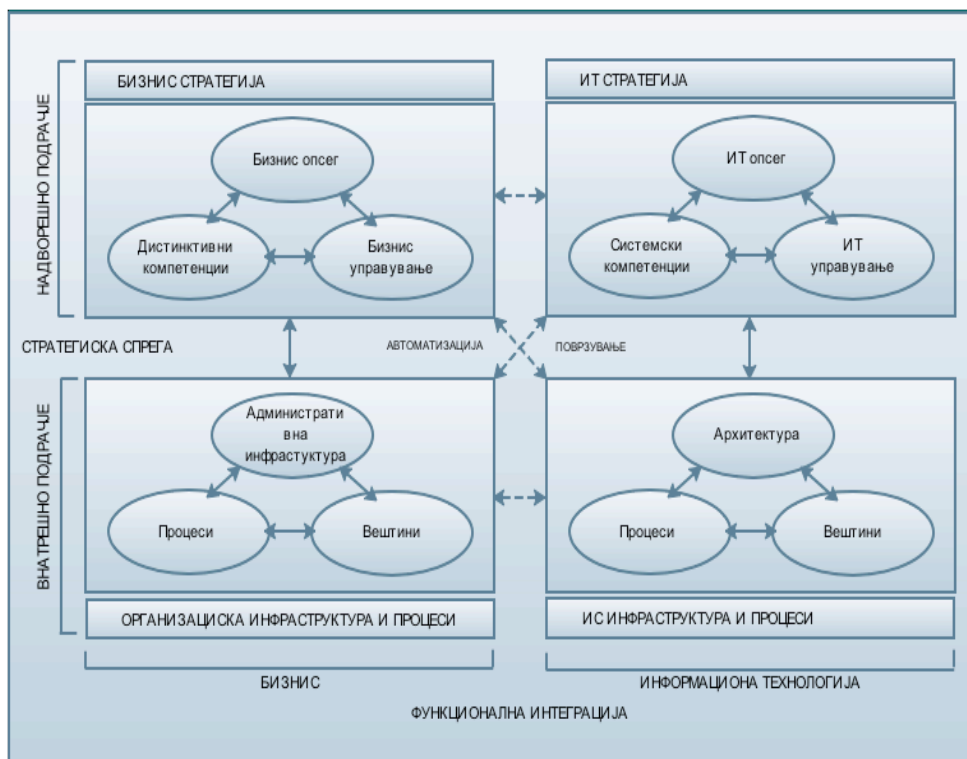 БИЗНИС СТРАТЕГИЈА
ИТ СТРАТЕГИЈА
НАДВОРЕШНО ПОДРАЧЈЕ
Бизнис опсег
Дистинктивни
компетенции
Бизнис
управување
ИТ опсег
Системски
компетенции
ИТ
управување
СТРАТЕГИСКА СПРЕГА
АВТОМАТИЗАЦИЈА
ПОВРЗУВАЊЕ
ВНАТРЕШНО ПОДРАЧЈЕ
Администрати
вна
инфрастуктура
Процеси
Вештини
Архитектура
Процеси
Вештини
ОРГАНИЗАЦИСКА ИНФРАСТРУКТУРА И ПРОЦЕСИ
ИС ИНФРАСТРУКТУРА И ПРОЦЕСИ
БИЗНИС
ИНФОРМАЦИОНА ТЕХНОЛОГИЈА
ФУНКЦИОНАЛНА ИНТЕГРАЦИЈА